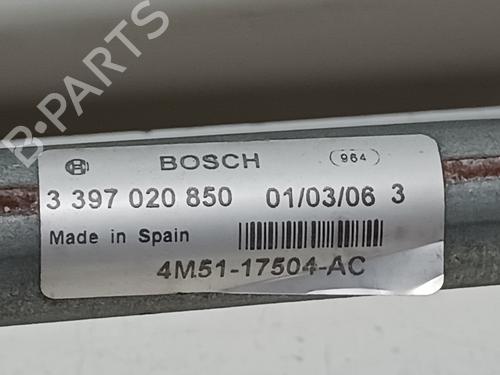 B-PARTS
BOSCH 964
3 397 020 850 01/03/06 3
Made in Spain
4M51-17504-AC